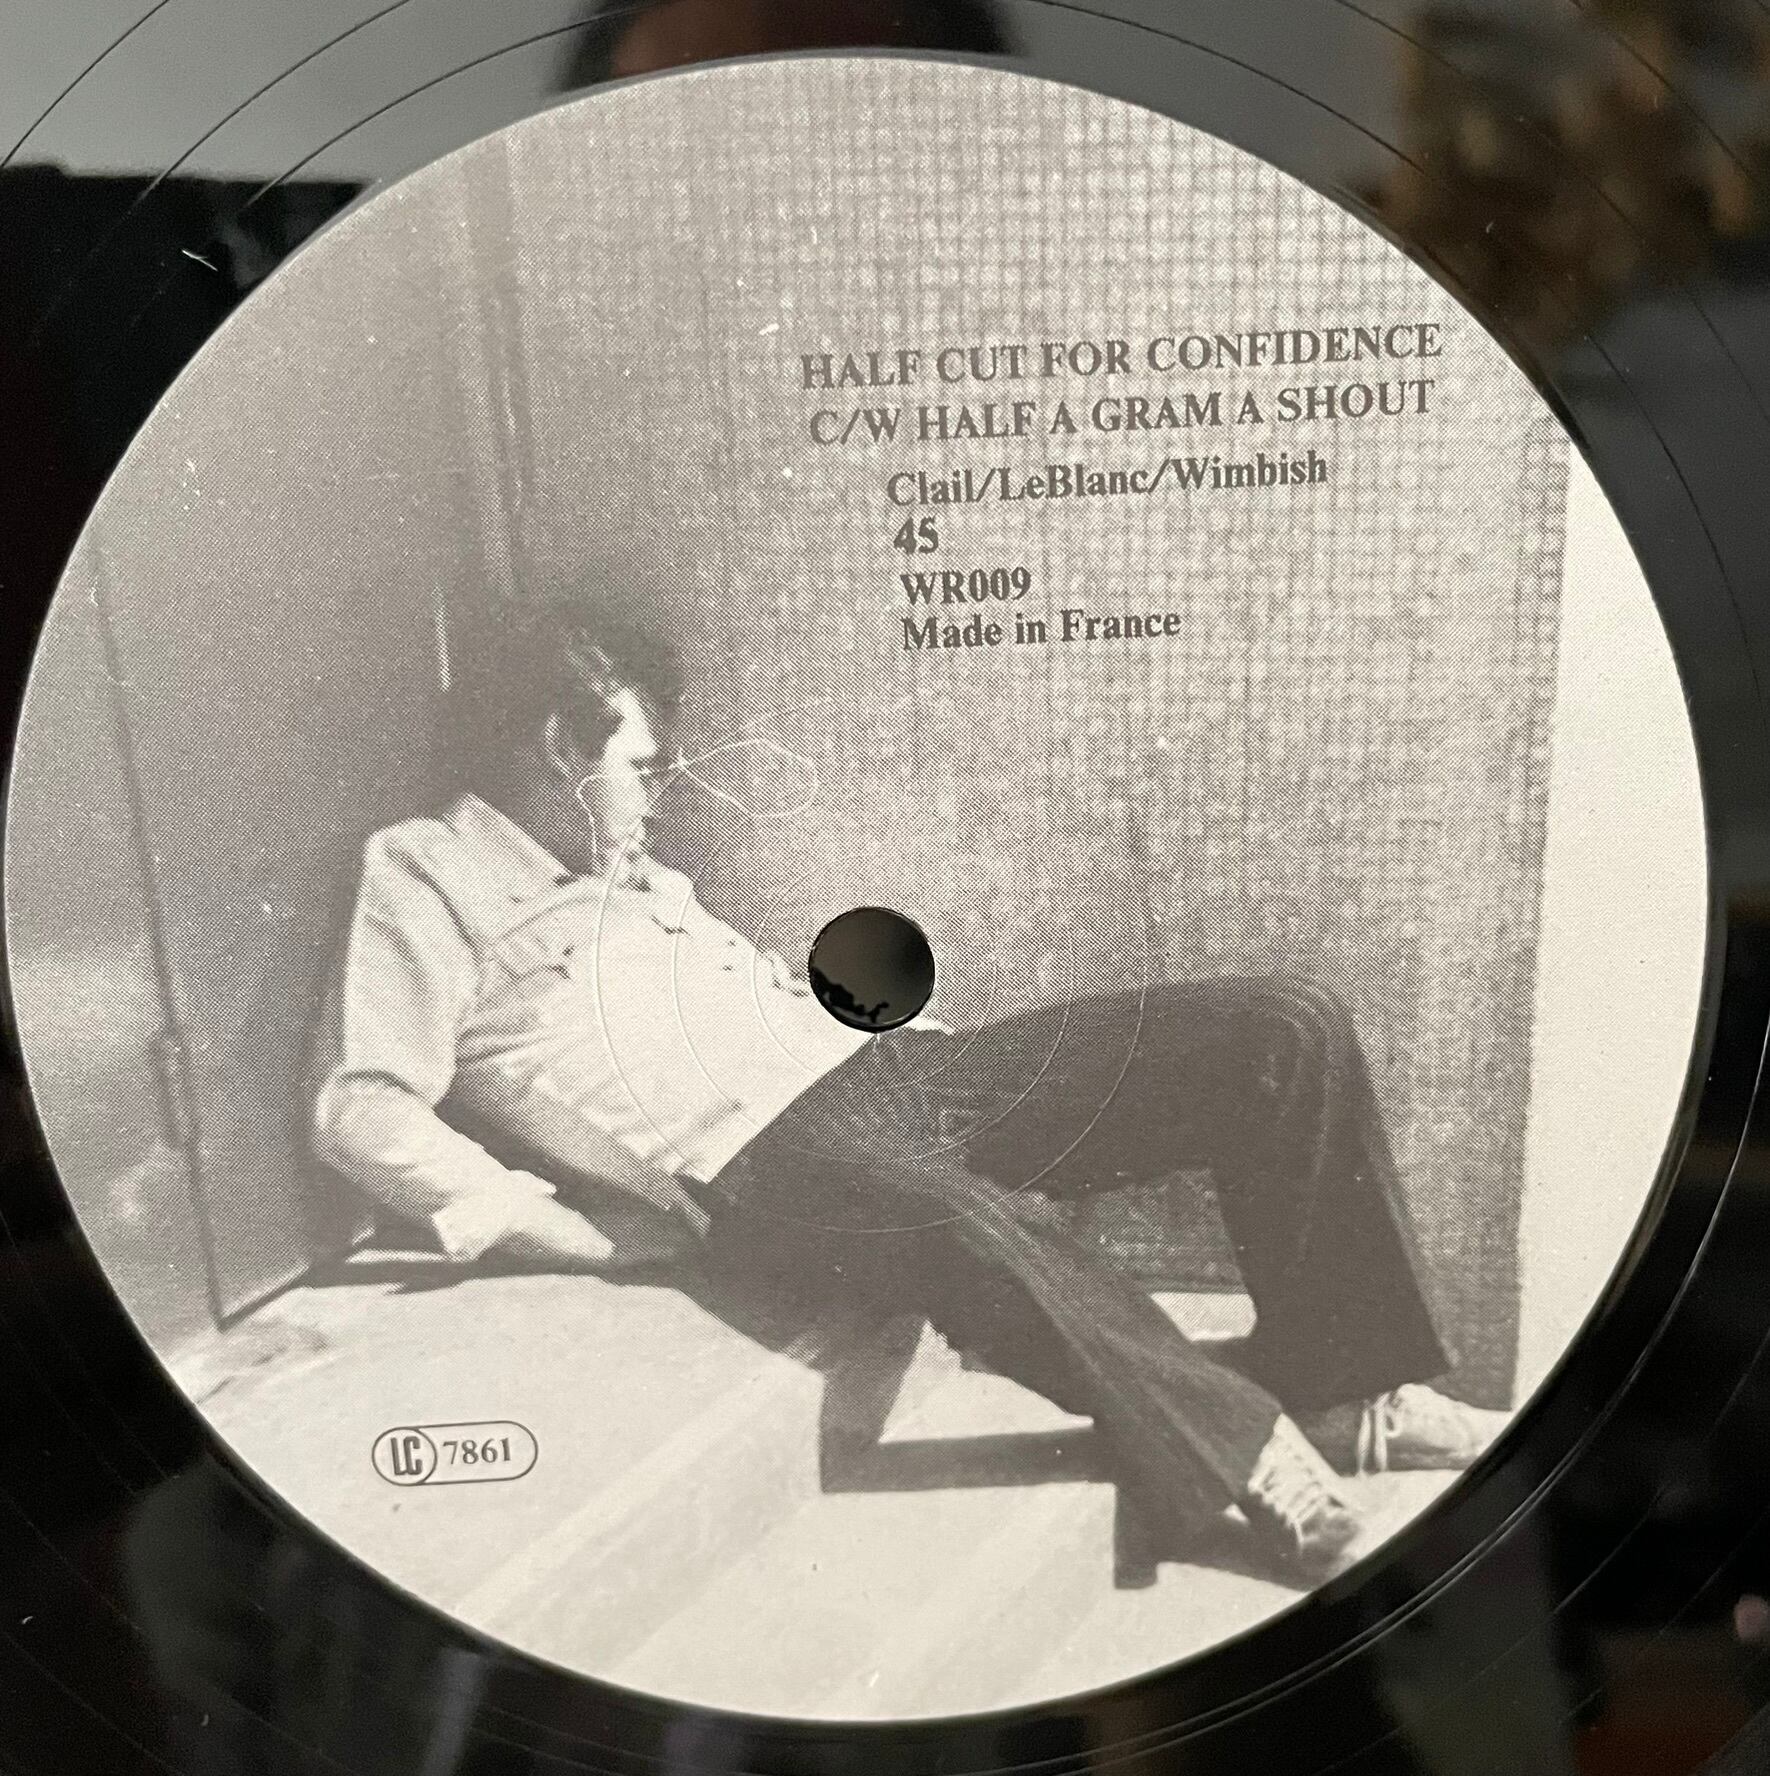 HALF CUT FOR CONFIDENCE
C/W HALF A GRAM A SHOUT
Clail/LeBlanc/Wimbish
45
WR009
Made in France
LC 7861